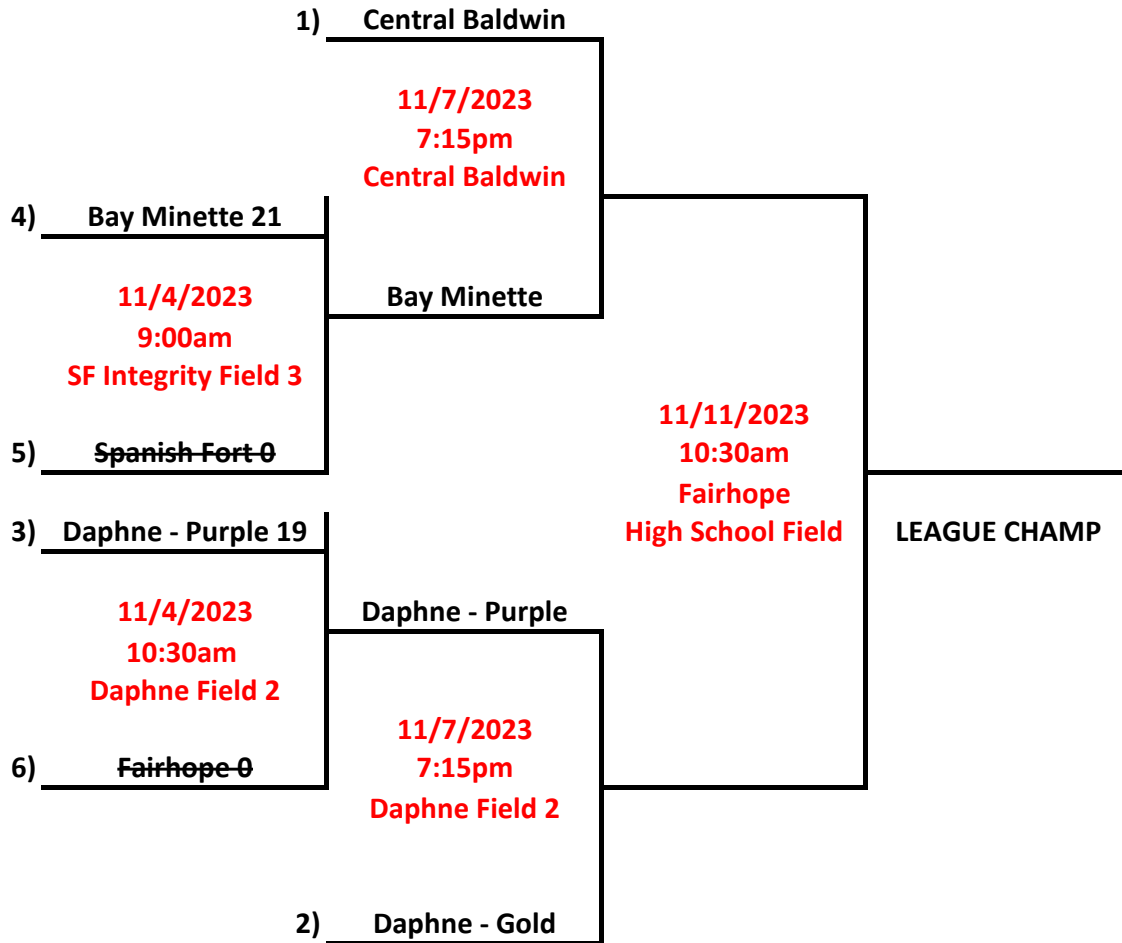 1) Central Baldwin
11/7/2023
7:15pm
Central Baldwin
4) Bay Minette 21
11/4/2023
9:00am
SF Integrity Field 3
Bay Minette
5) Spanish Fort 0
11/11/2023
10:30am
Fairhope
High School Field
LEAGUE CHAMP
3) Daphne - Purple 19
11/4/2023
10:30am
Daphne Field 2
Daphne - Purple
6) Fairhope 0
11/7/2023
7:15pm
Daphne Field 2
2) Daphne - Gold